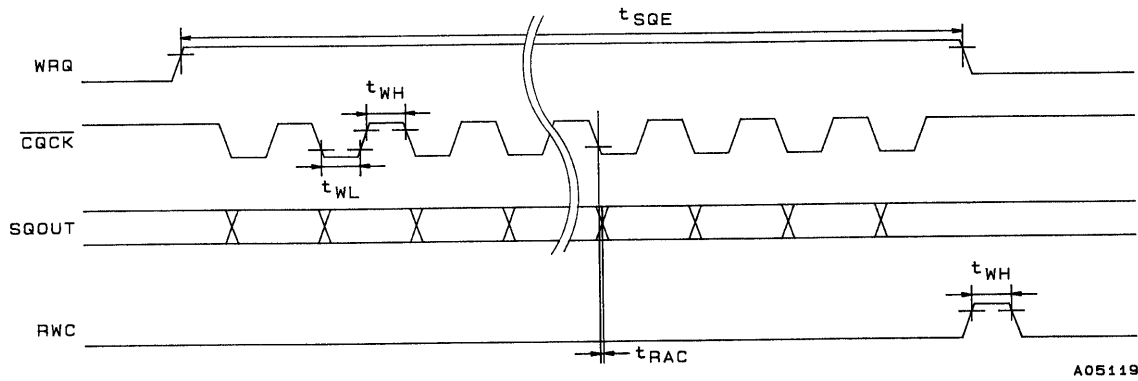 tSQE
WRQ
tWH
CQCK
tWL
SQOUT
tWH
RWC
tRAC
A05119